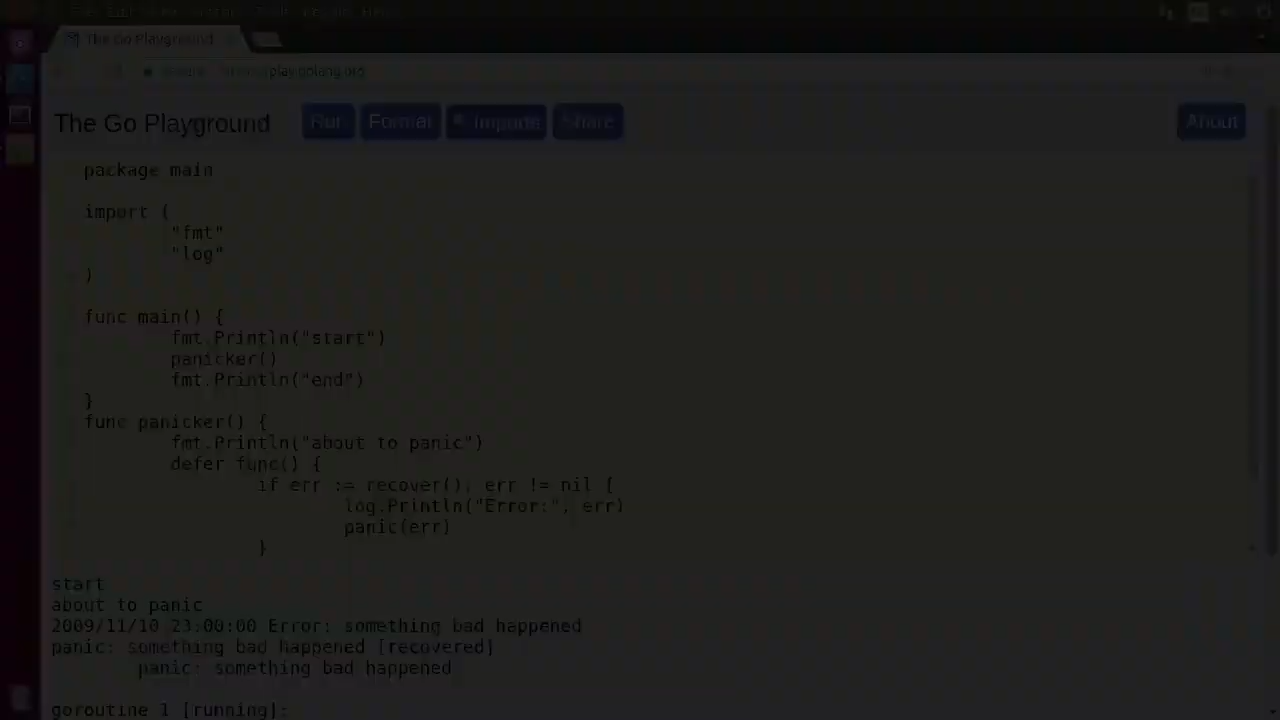 The Go Playground
play.golang.org
The Go Playground Run Format Imports Share About
package main
import (
"fmt"
"log"
)
func main() {
fmt.Println("start")
panicker()
fmt.Println("end")
}
func panicker() {
fmt.Println("about to panic")
defer func() {
if err := recover(); err != nil {
log.Println("Error:", err)
panic(err)
}
start
about to panic
2009/11/10 23:00:00 Error: something bad happened
panic: something bad happened [recovered]
panic: something bad happened
goroutine 1 [running]: